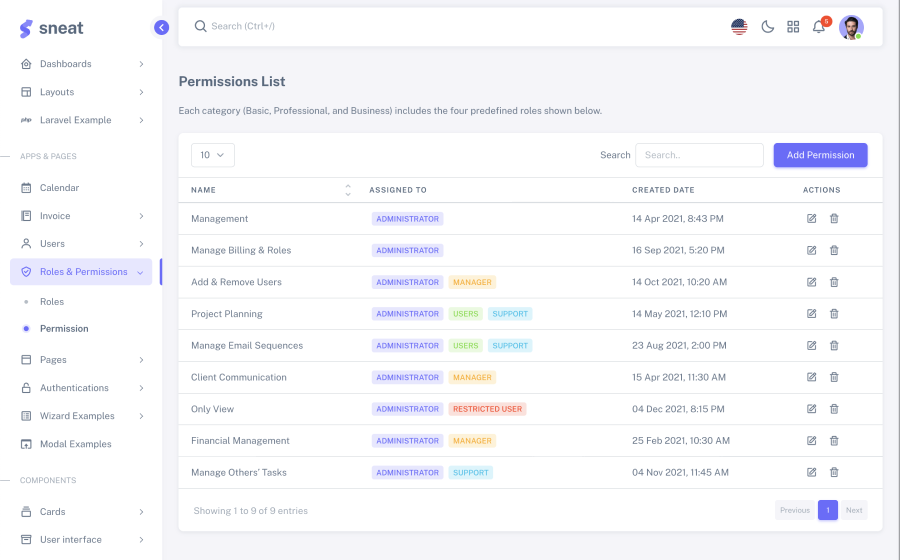 sneat
Dashboards
Layouts
php Laravel Example
APPS & PAGES
Calendar
Invoice
Users
Roles & Permissions
Roles
Permission
Pages
Authentications
Wizard Examples
Modal Examples
COMPONENTS
Cards
User interface
Search (Ctrl+/)
5
Permissions List
Each category (Basic, Professional, and Business) includes the four predefined roles shown below.
10 Search Search.. Add Permission
NAME ASSIGNED TO CREATED DATE ACTIONS
Management ADMINISTRATOR 14 Apr 2021, 8:43 PM
Manage Billing & Roles ADMINISTRATOR 16 Sep 2021, 5:20 PM
Add & Remove Users ADMINISTRATOR MANAGER 14 Oct 2021, 10:20 AM
Project Planning ADMINISTRATOR USERS SUPPORT 14 May 2021, 12:10 PM
Manage Email Sequences ADMINISTRATOR USERS SUPPORT 23 Aug 2021, 2:00 PM
Client Communication ADMINISTRATOR MANAGER 15 Apr 2021, 11:30 AM
Only View ADMINISTRATOR RESTRICTED USER 04 Dec 2021, 8:15 PM
Financial Management ADMINISTRATOR MANAGER 25 Feb 2021, 10:30 AM
Manage Others' Tasks ADMINISTRATOR SUPPORT 04 Nov 2021, 11:45 AM
Showing 1 to 9 of 9 entries Previous 1 Next